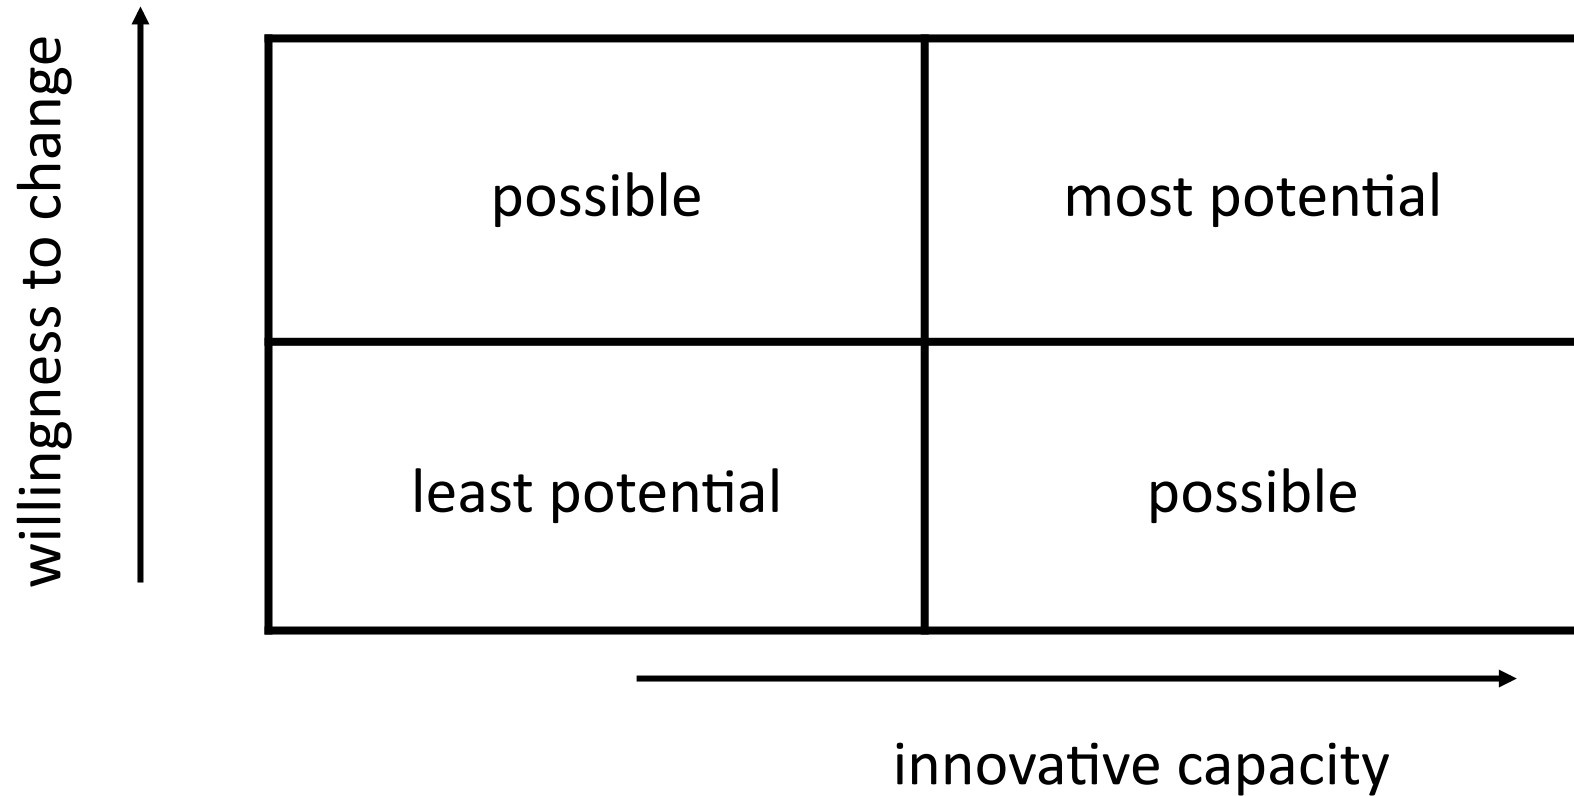 willingness to change
possible
most potential
least potential
possible
innovative capacity